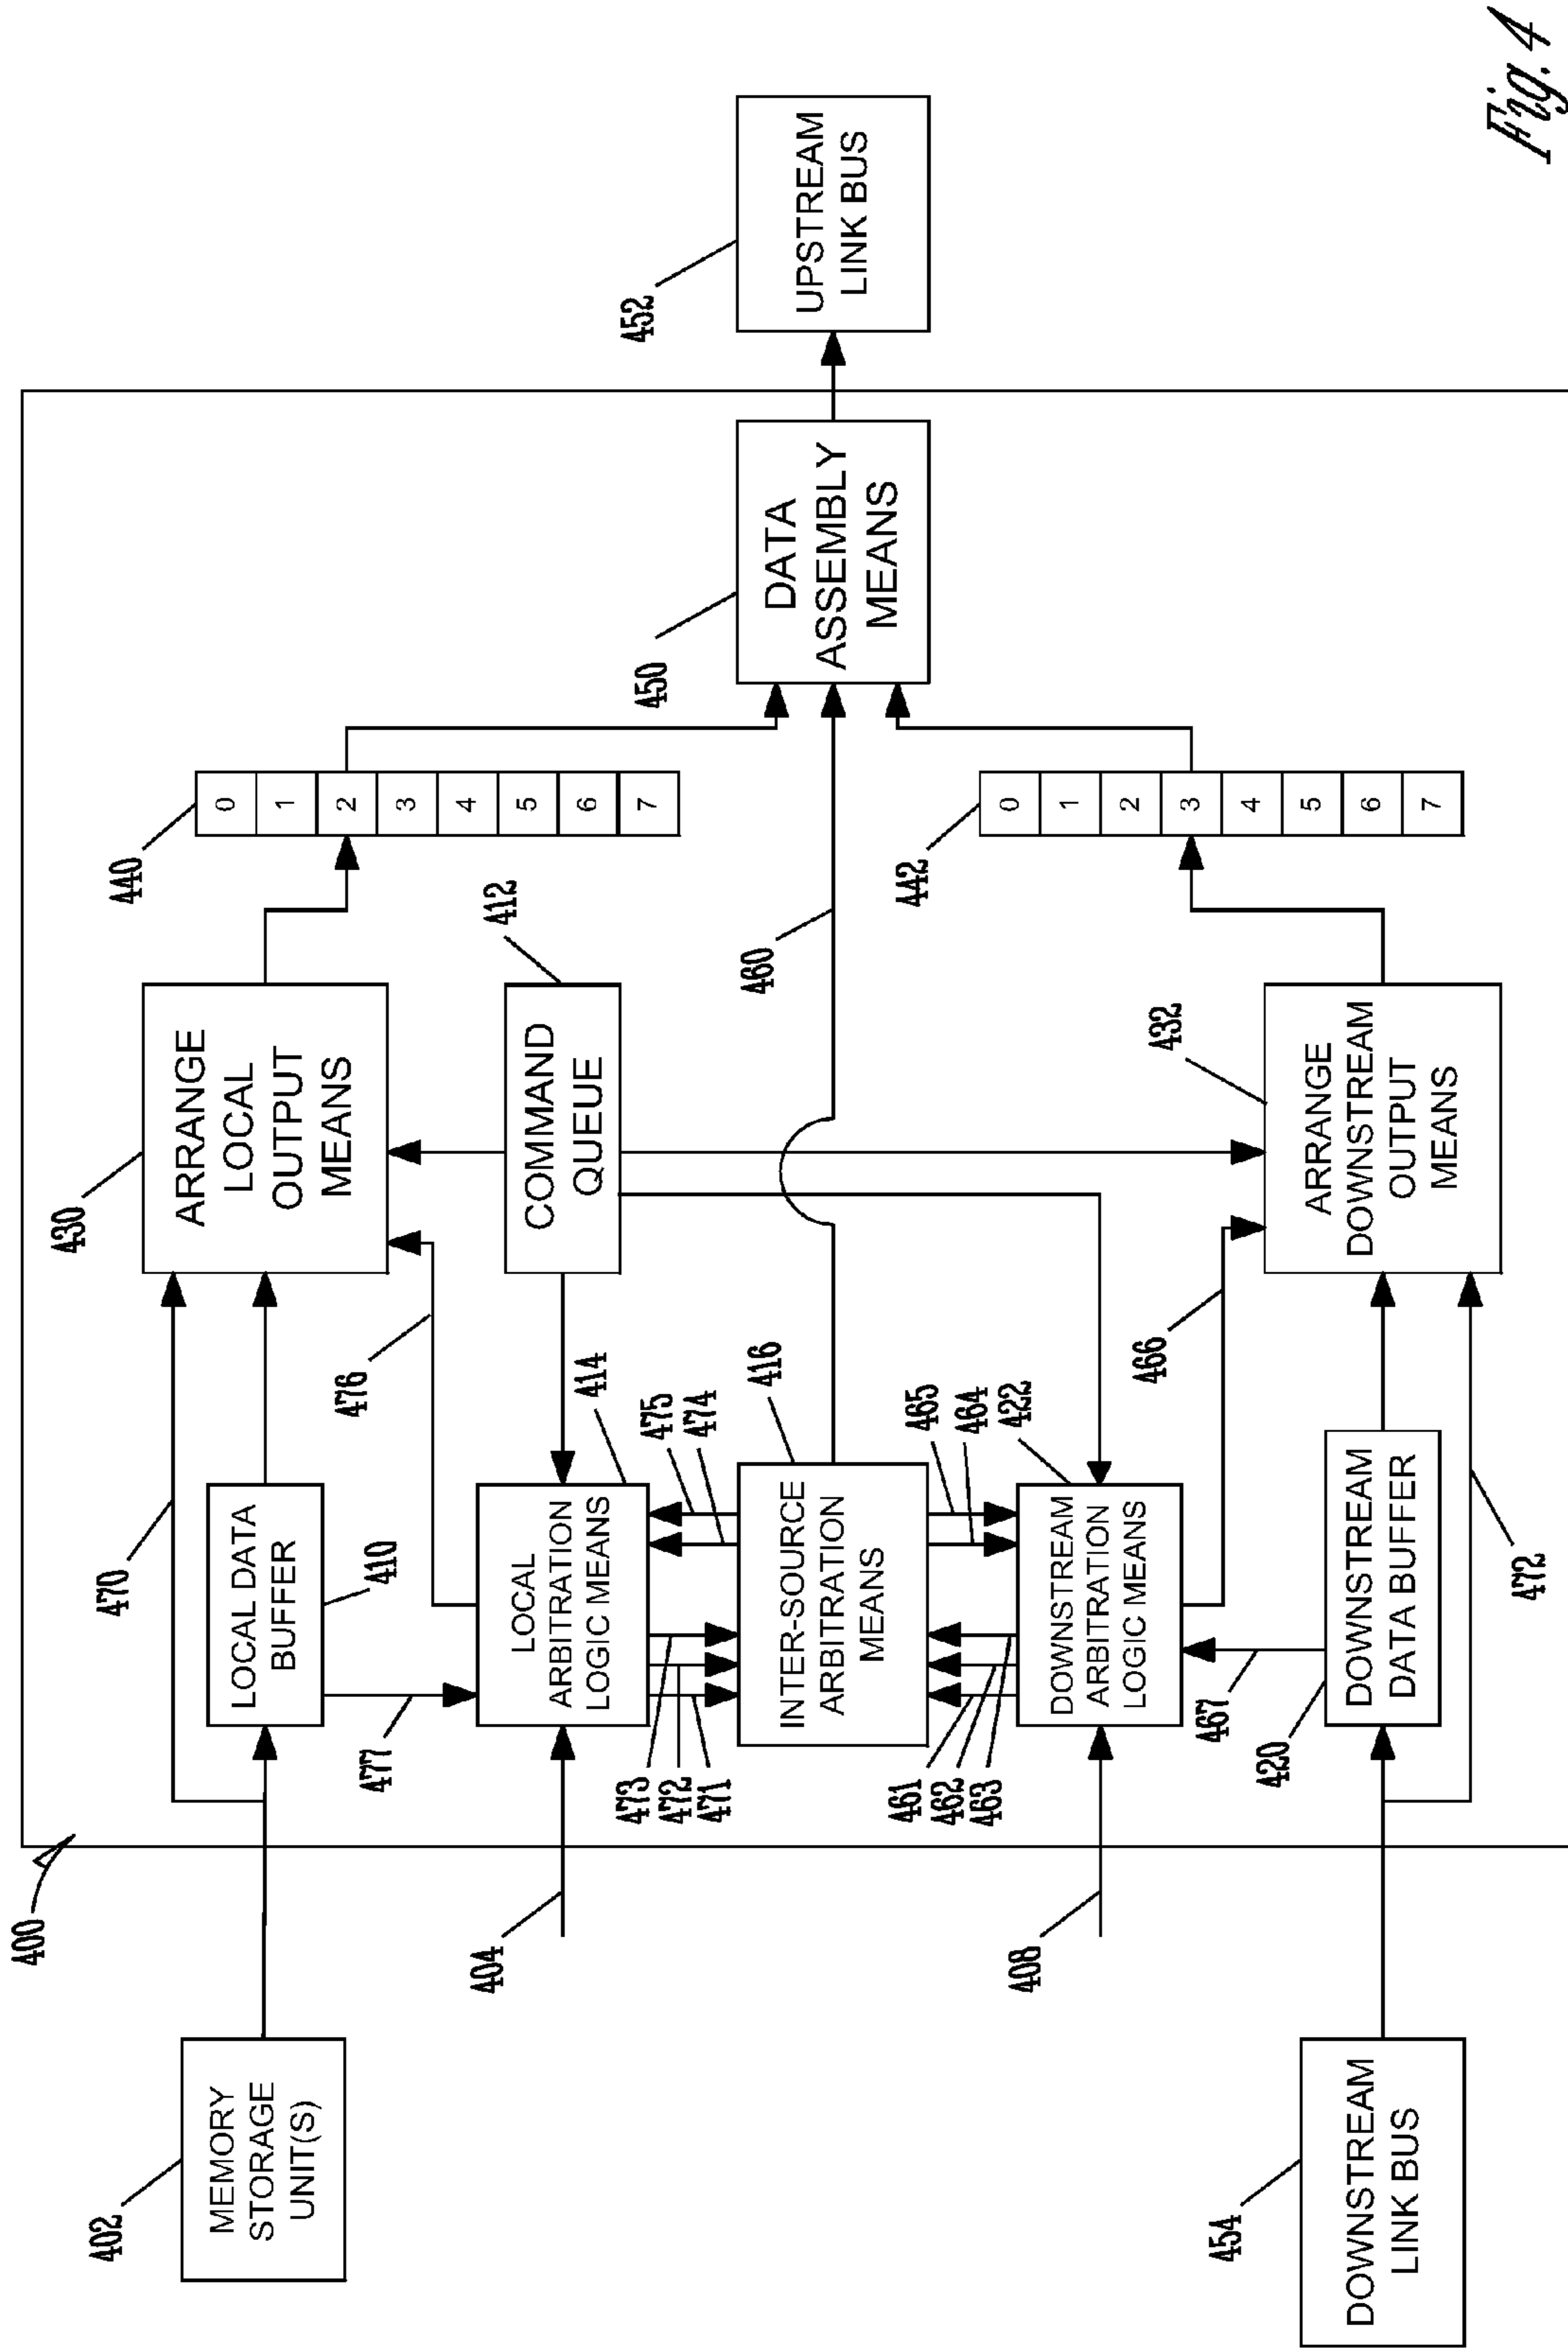 400
402
MEMORY
STORAGE
UNIT(S)
404
408
454
DOWNSTREAM
LINK BUS
470
LOCAL DATA
BUFFER
410
477
476
LOCAL
ARBITRATION
LOGIC MEANS
414
473
472
471
475
474
INTER-SOURCE
ARBITRATION
MEANS
416
461
462
463
465
464
422
DOWNSTREAM
ARBITRATION
LOGIC MEANS
467
466
420
DOWNSTREAM
DATA BUFFER
472
430
ARRANGE
LOCAL
OUTPUT
MEANS
412
COMMAND
QUEUE
460
432
ARRANGE
DOWNSTREAM
OUTPUT
MEANS
440
0
1
2
3
4
5
6
7
442
0
1
2
3
4
5
6
7
450
DATA
ASSEMBLY
MEANS
452
UPSTREAM
LINK BUS
Fig. 4